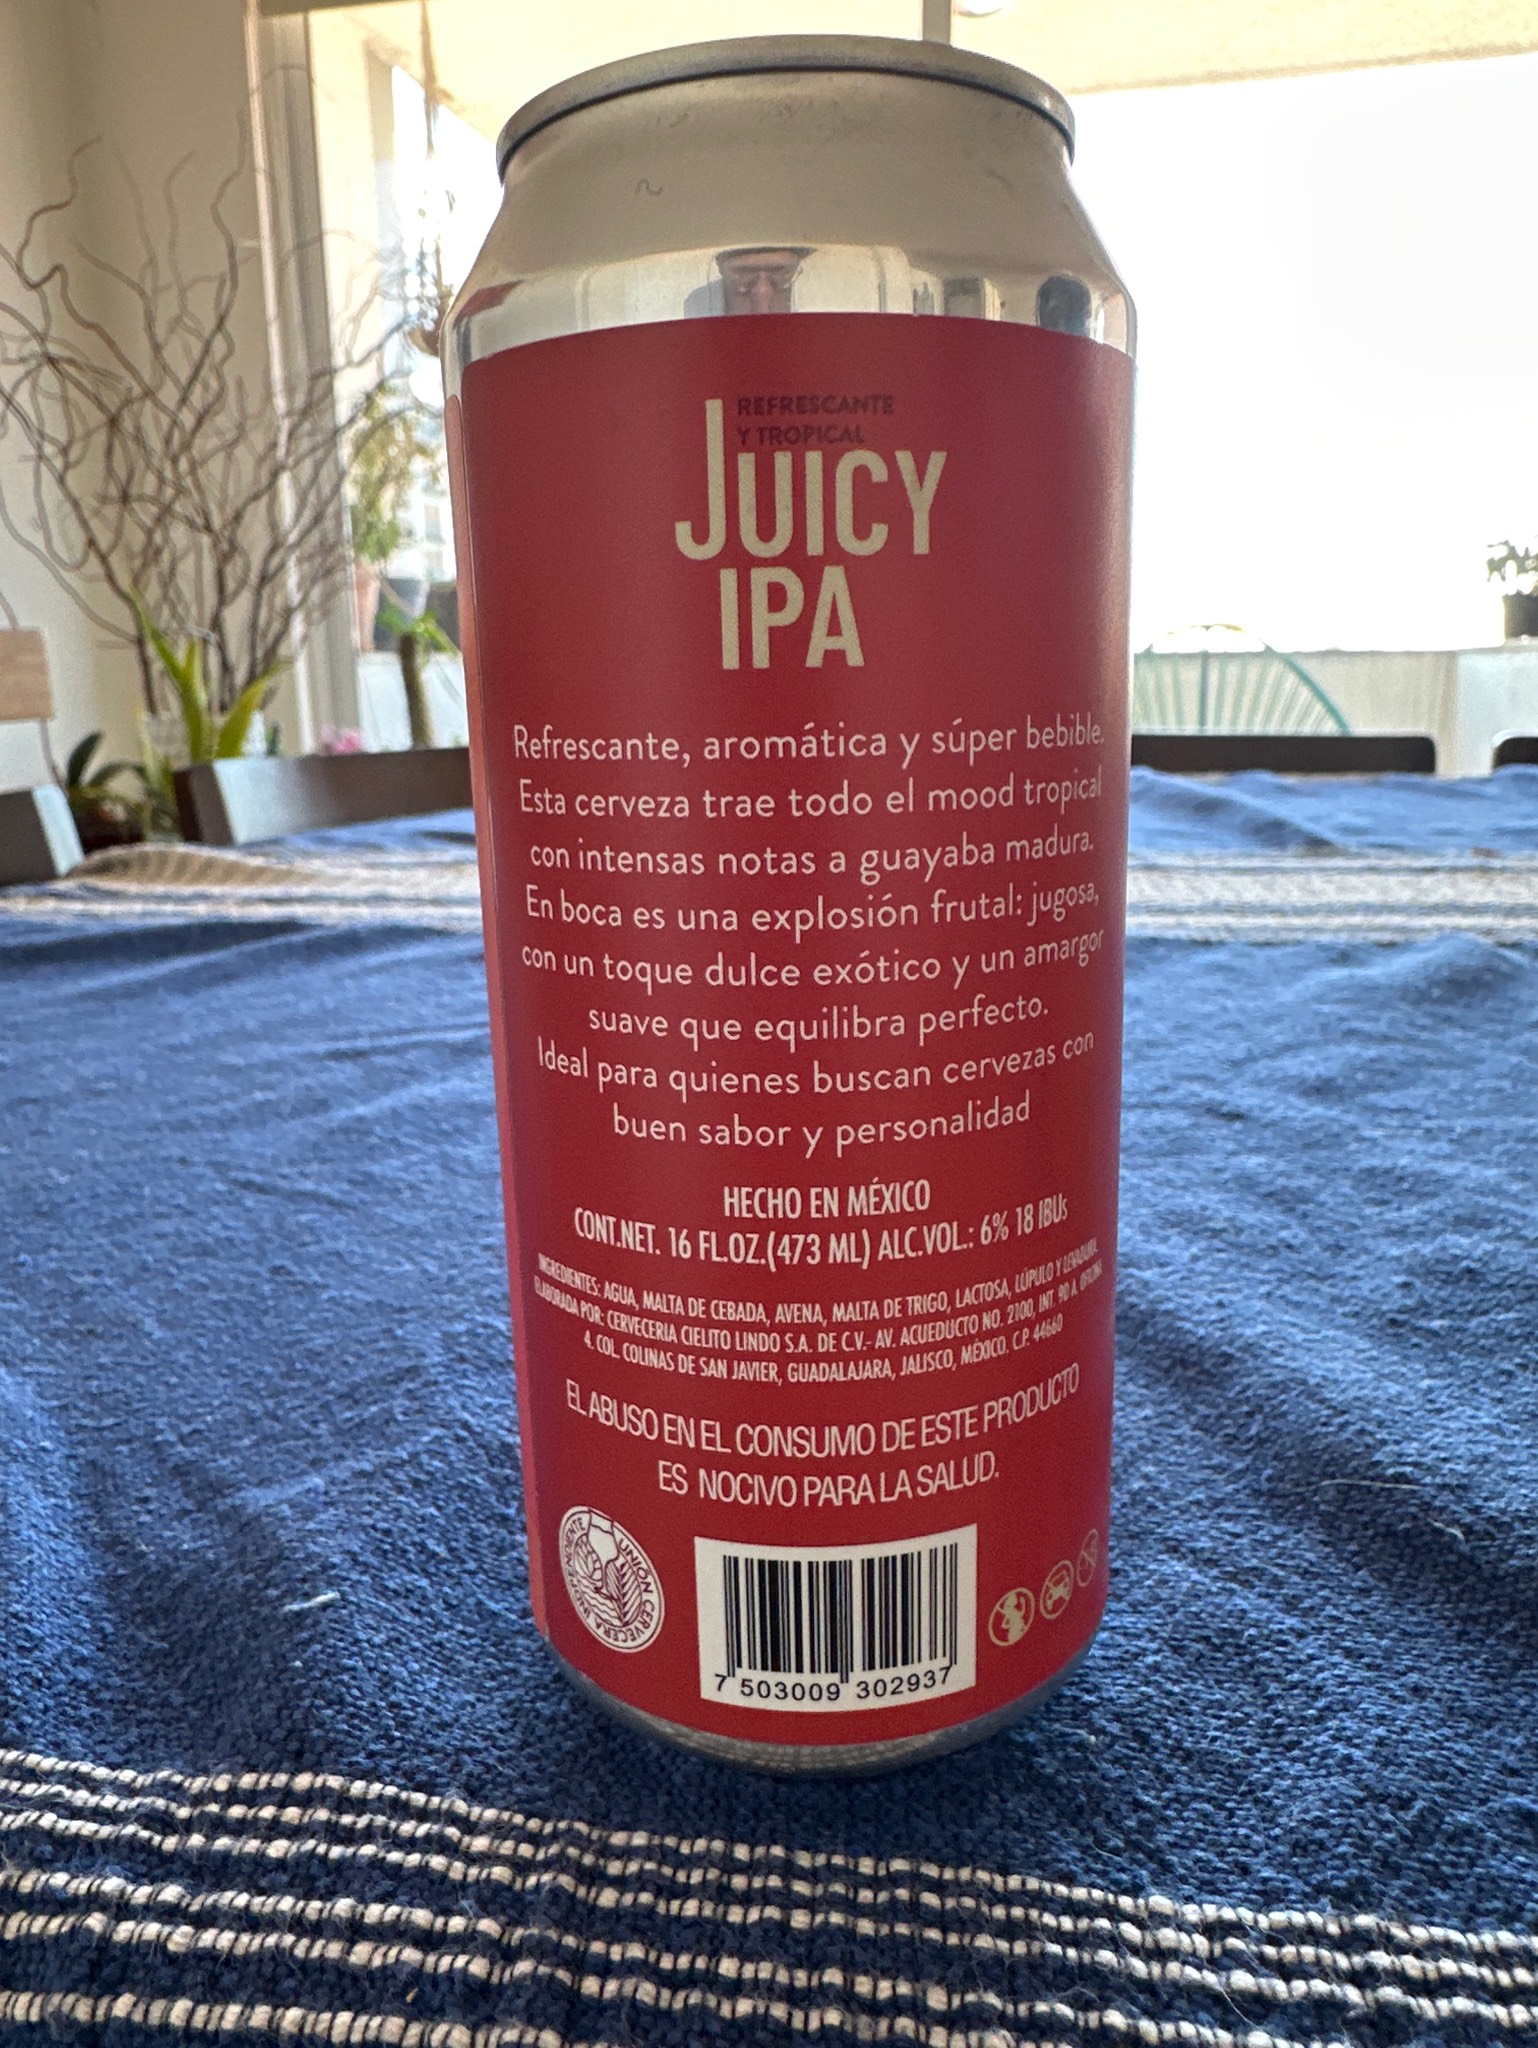 REFRESCANTE
Y TROPICAL
JUICY
IPA
Refrescante, aromática y súper bebible.
Esta cerveza trae todo el mood tropical
con intensas notas a guayaba madura.
En boca es una explosión frutal: jugosa,
con un toque dulce exótico y un amargor
suave que equilibra perfecto.
Ideal para quienes buscan cervezas con
buen sabor y personalidad
HECHO EN MÉXICO
CONT.NET. 16 FL.OZ.(473 ML) ALC.VOL.: 6% 18 IBUs
INGREDIENTES: AGUA, MALTA DE CEBADA, AVENA, MALTA DE TRIGO, LACTOSA, LÚPULO Y LEVADURA.
ELABORADA POR: CERVECERIA CIELITO LINDO S.A. DE C.V.- AV. ACUEDUCTO NO. 2100, INT. 90 A OFICINA
4. COL. COLINAS DE SAN JAVIER, GUADALAJARA, JALISCO, MÉXICO. C.P. 44660
EL ABUSO EN EL CONSUMO DE ESTE PRODUCTO
ES NOCIVO PARA LA SALUD.
UNIÓN CERVECERA INDEPENDIENTE
7 503009 302937